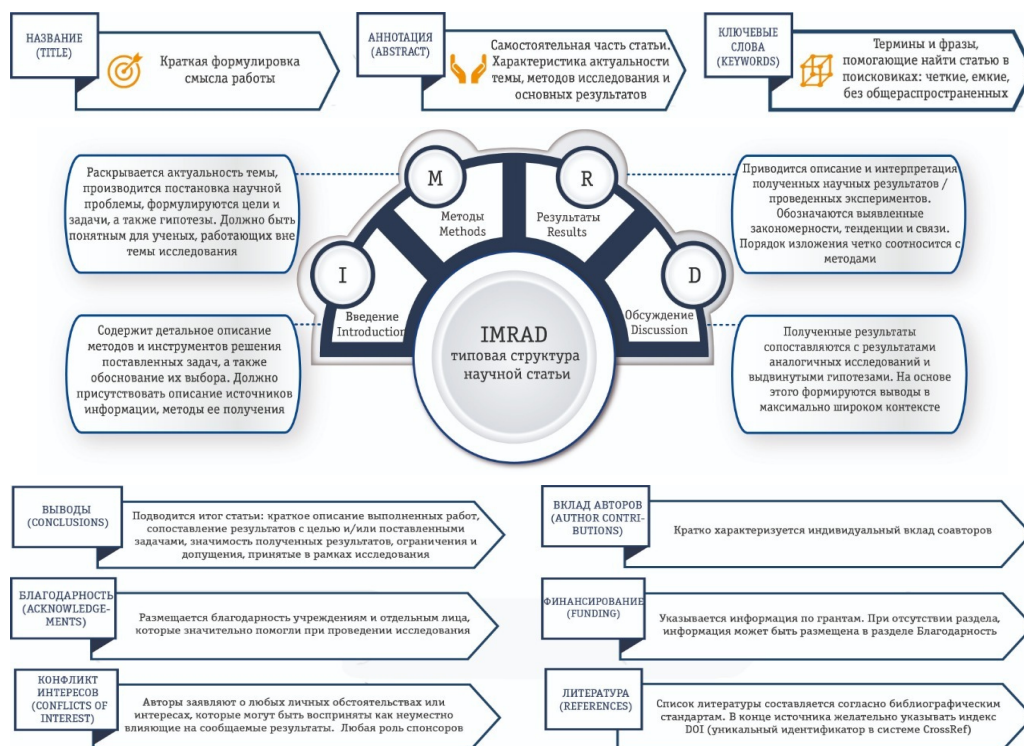 НАЗВАНИЕ
(TITLE)
Краткая формулировка
смысла работы
АННОТАЦИЯ
(ABSTRACT)
Самостоятельная часть статьи.
Характеристика актуальности
темы, методов исследования и
основных результатов
КЛЮЧЕВЫЕ
СЛОВА
(KEYWORDS)
Термины и фразы,
помогающие найти статью в
поисковиках: четкие, емкие,
без общераспространенных
Раскрывается актуальность темы,
производится постановка научной
проблемы, формулируются цели и
задачи, а также гипотезы. Должно быть
понятным для ученых, работающих вне
темы исследования
M
Методы
Methods
R
Результаты
Results
Приводится описание и интерпретация
полученных научных результатов /
проведенных экспериментов.
Обозначаются выявленные
закономерности, тенденции и связи.
Порядок изложения четко соотносится с
методами
I
Введение
Introduction
D
Обсуждение
Discussion
IMRAD
типовая структура
научной статьи
Содержит детальное описание
методов и инструментов решения
поставленных задач, а также
обоснование их выбора. Должно
присутствовать описание источников
информации, методы ее получения
Полученные результаты
сопоставляются с результатами
аналогичных исследований и
выдвинутыми гипотезами. На основе
этого формируются выводы в
максимально широком контексте
ВЫВОДЫ
(CONCLUSIONS)
Подводится итог статьи: краткое описание выполненных работ,
сопоставление результатов с целью и/или поставленными
задачами, значимость полученных результатов, ограничения и
допущения, принятые в рамках исследования
ВКЛАД АВТОРОВ
(AUTHOR CONTRI-
BUTIONS)
Кратко характеризуется индивидуальный вклад соавторов
БЛАГОДАРНОСТЬ
(ACKNOWLEDGE-
MENTS)
Размещается благодарность учреждениям и отдельным лица,
которые значительно помогли при проведении исследования
ФИНАНСИРОВАНИЕ
(FUNDING)
Указывается информация по грантам. При отсутствии раздела,
информация может быть размещена в разделе Благодарность
КОНФЛИКТ
ИНТЕРЕСОВ
(CONFLICTS OF
INTEREST)
Авторы заявляют о любых личных обстоятельствах или
интересах, которые могут быть восприняты как неуместно
влияющие на сообщаемые результаты. Любая роль спонсоров
ЛИТЕРАТУРА
(REFERENCES)
Список литературы составляется согласно библиографическим
стандартам. В конце источника желательно указывать индекс
DOI (уникальный идентификатор в системе CrossRef)